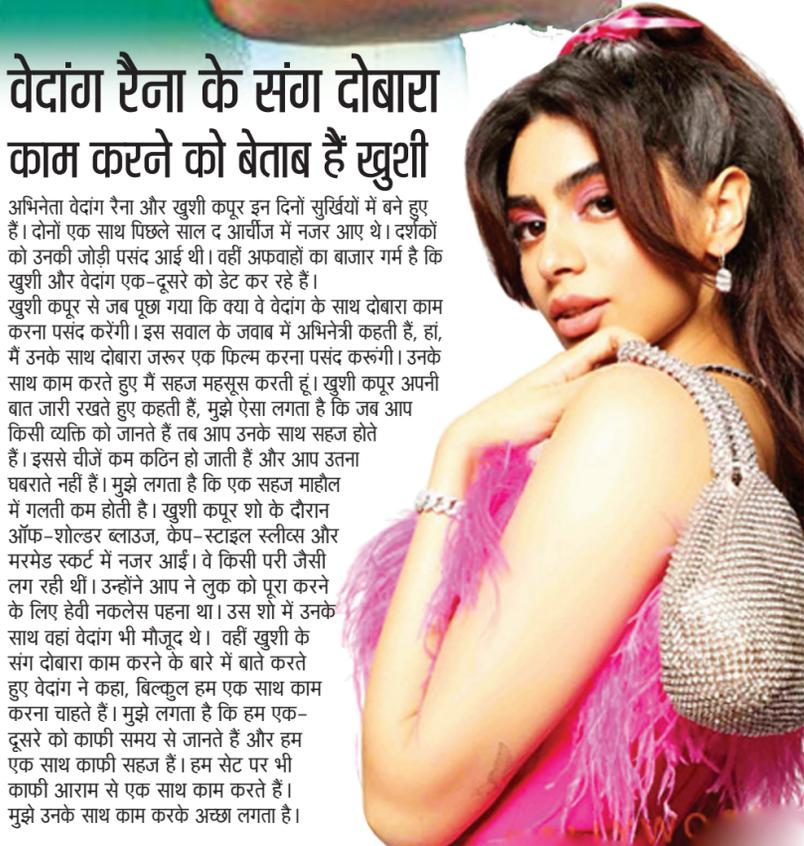 वेदांग रैना के संग दोबारा
काम करने को बेताब हैं खुशी
अभिनेता वेदांग रैना और खुशी कपूर इन दिनों सुर्खियों में बने हुए
हैं। दोनों एक साथ पिछले साल द आर्चीज में नजर आए थे। दर्शकों
को उनकी जोड़ी पसंद आई थी। वहीं अफवाहों का बाजार गर्म है कि
खुशी और वेदांग एक-दूसरे को डेट कर रहे हैं।
खुशी कपूर से जब पूछा गया कि क्या वे वेदांग के साथ दोबारा काम
करना पसंद करेंगी। इस सवाल के जवाब में अभिनेत्री कहती हैं, हां,
मैं उनके साथ दोबारा जरूर एक फिल्म करना पसंद करूंगी। उनके
साथ काम करते हुए मैं सहज महसूस करती हूं। खुशी कपूर अपनी
बात जारी रखते हुए कहती हैं, मुझे ऐसा लगता है कि जब आप
किसी व्यक्ति को जानते हैं तब आप उनके साथ सहज होते
हैं। इससे चीजें कम कठिन हो जाती हैं और आप उतना
घबराते नहीं हैं। मुझे लगता है कि एक सहज माहौल
में गलती कम होती है। खुशी कपूर शो के दौरान
ऑफ-शोल्डर ब्लाउज, केप-स्टाइल स्लीव्स और
मरमेड स्कर्ट में नजर आईं। वे किसी परी जैसी
लग रही थीं। उन्होंने आप ने लुक को पूरा करने
के लिए हेवी नकलेस पहना था। उस शो में उनके
साथ वहां वेदांग भी मौजूद थे। वहीं खुशी के
संग दोबारा काम करने के बारे में बाते करते
हुए वेदांग ने कहा, बिल्कुल हम एक साथ काम
करना चाहते हैं। मुझे लगता है कि हम एक-
दूसरे को काफी समय से जानते हैं और हम
एक साथ काफी सहज हैं। हम सेट पर भी
काफी आराम से एक साथ काम करते हैं।
मुझे उनके साथ काम करके अच्छा लगता है।